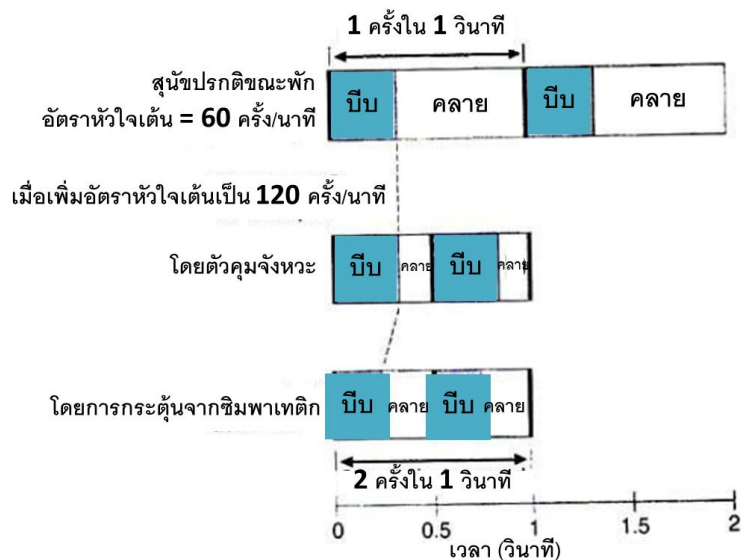 1 ครั้งใน 1 วินาที
สุนัขปรกติขณะพัก
อัตราหัวใจเต้น = 60 ครั้ง/นาที
บีบ คลาย บีบ คลาย
เมื่อเพิ่มอัตราหัวใจเต้นเป็น 120 ครั้ง/นาที
โดยตัวคุมจังหวะ
บีบ คลาย บีบ คลาย
โดยการกระตุ้นจากซิมพาเทติก
บีบ คลาย บีบ คลาย
2 ครั้งใน 1 วินาที
0 0.5 1 1.5 2
เวลา (วินาที)